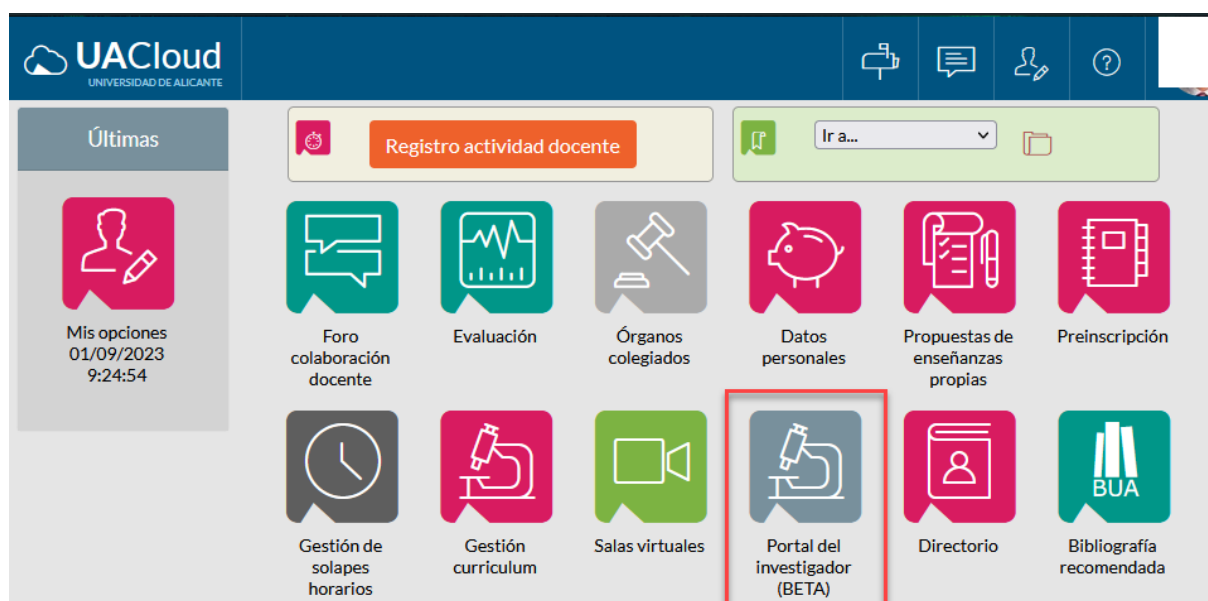 UACloud
UNIVERSIDAD DE ALICANTE
Últimas
Registro actividad docente
Ir a...
Mis opciones
01/09/2023
9:24:54
Foro
colaboración
docente
Evaluación
Órganos
colegiados
Datos
personales
Propuestas de
enseñanzas
propias
Preinscripción
BUA
Gestión de
solapes
horarios
Gestión
curriculum
Salas virtuales
Portal del
investigador
(BETA)
Directorio
Bibliografía
recomendada